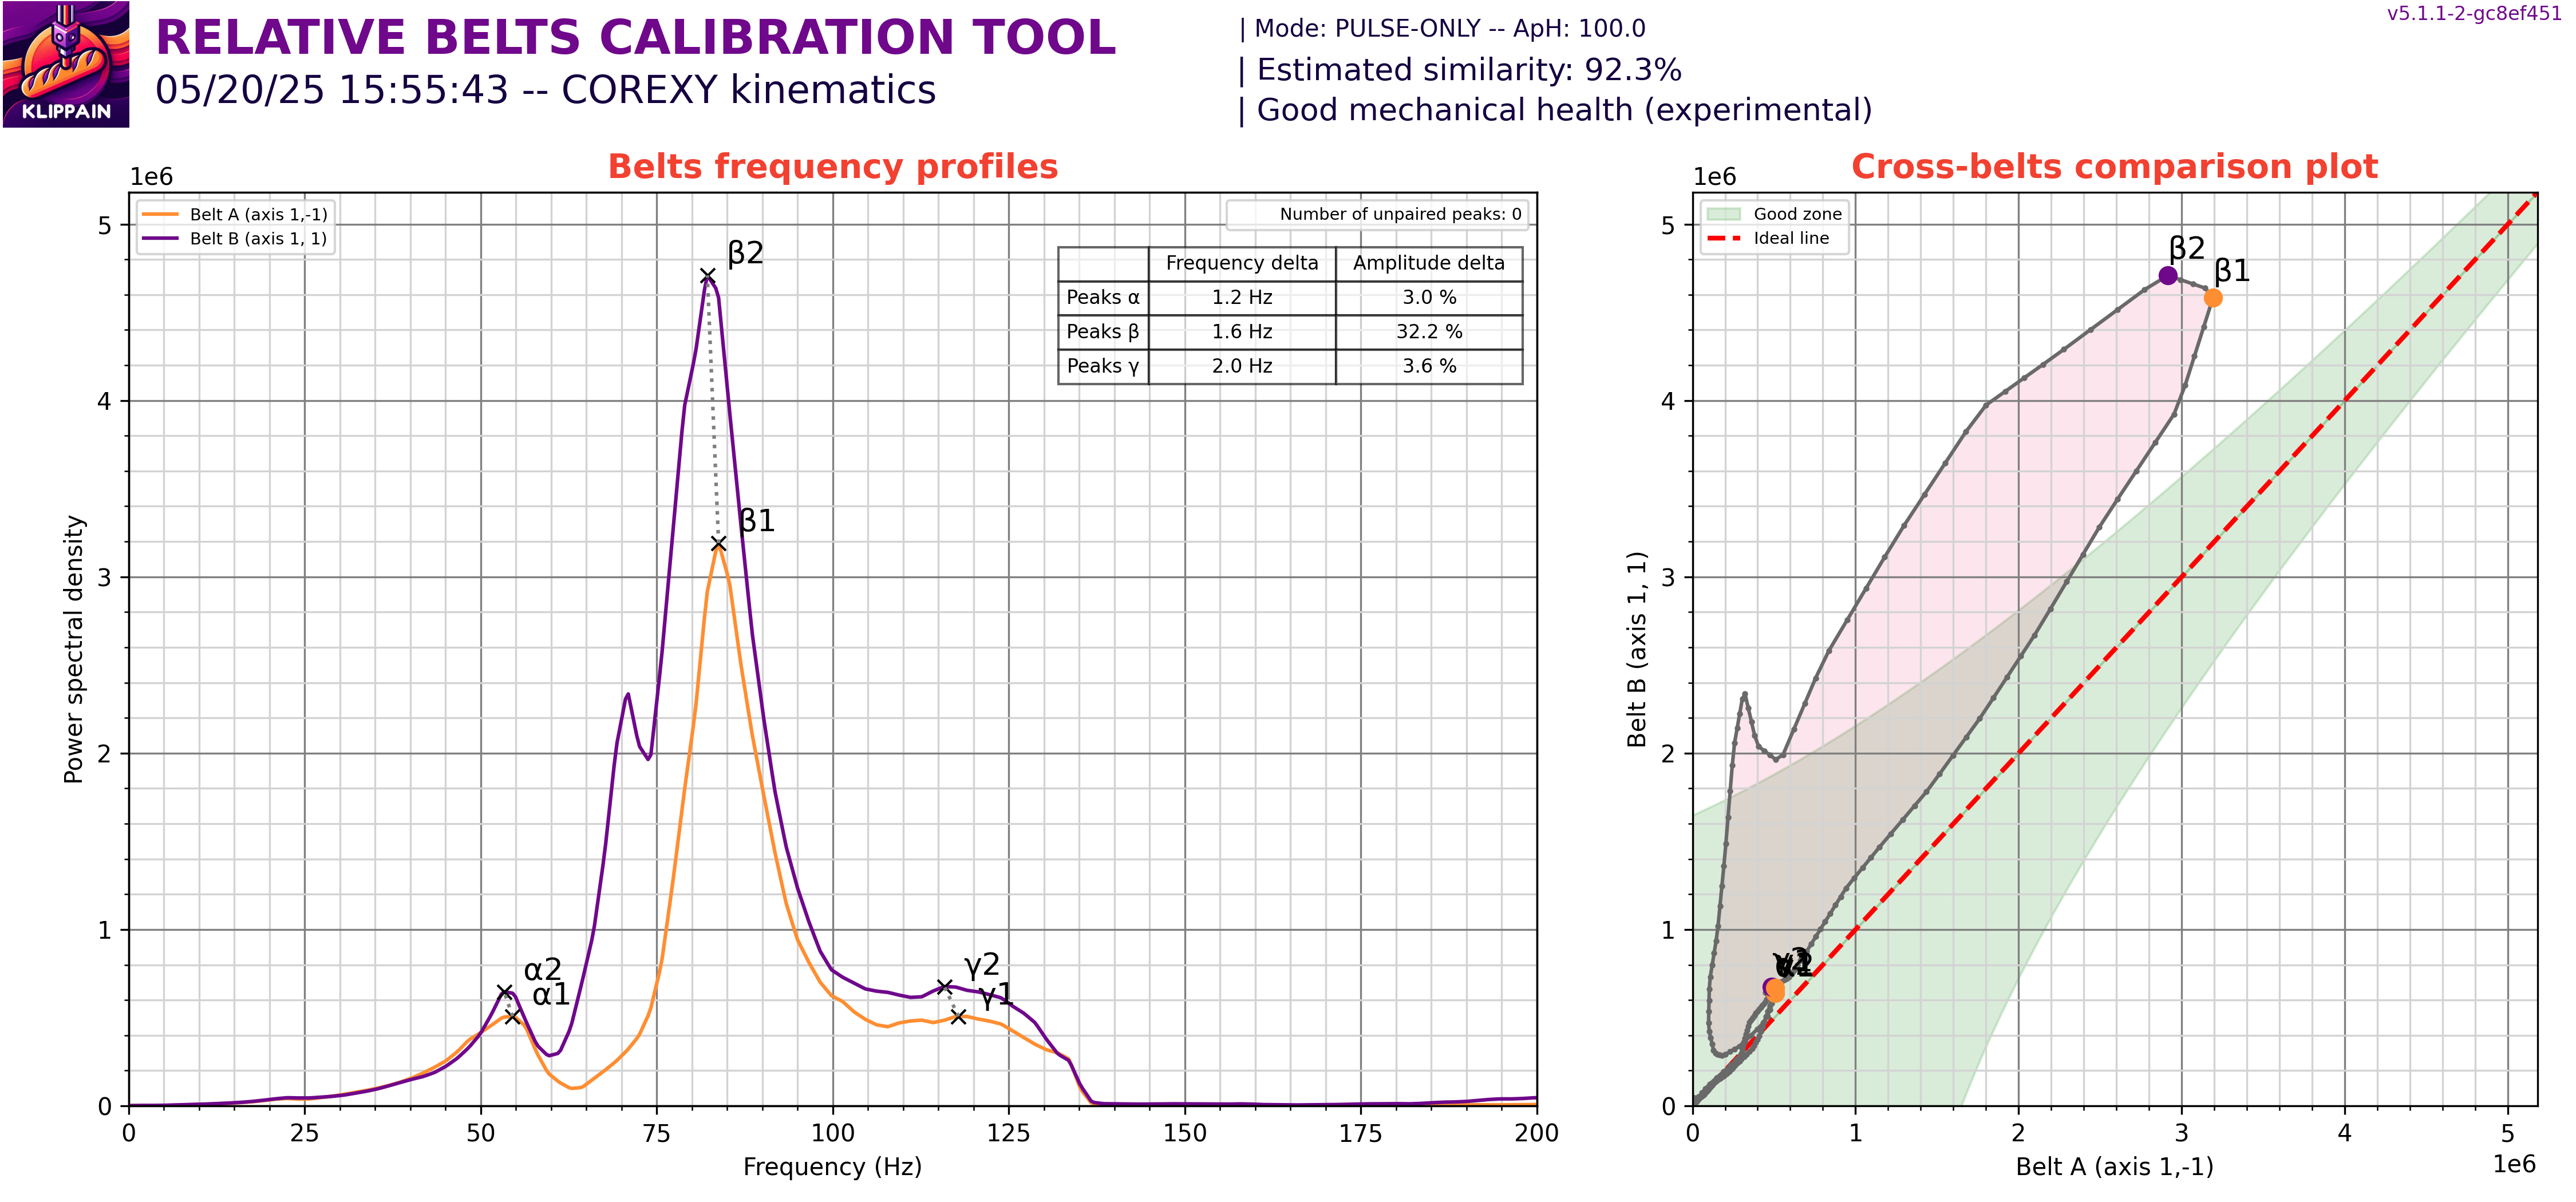 KLIPPAIN
RELATIVE BELTS CALIBRATION TOOL
05/20/25 15:55:43 -- COREXY kinematics
| Mode: PULSE-ONLY -- ApH: 100.0
| Estimated similarity: 92.3%
| Good mechanical health (experimental)
v5.1.1-2-gc8ef451
Belts frequency profiles
1e6
Belt A (axis 1,-1)
Belt B (axis 1, 1)
Number of unpaired peaks: 0
Frequency delta Amplitude delta
Peaks α 1.2 Hz 3.0 %
Peaks β 1.6 Hz 32.2 %
Peaks γ 2.0 Hz 3.6 %
β2
β1
α2
α1
γ2
γ1
5
4
3
2
1
0
Power spectral density
0 25 50 75 100 125 150 175 200
Frequency (Hz)
Cross-belts comparison plot
1e6
Good zone
Ideal line
β2
β1
5
4
3
2
1
0
Belt B (axis 1, 1)
0 1 2 3 4 5
Belt A (axis 1,-1)
1e6